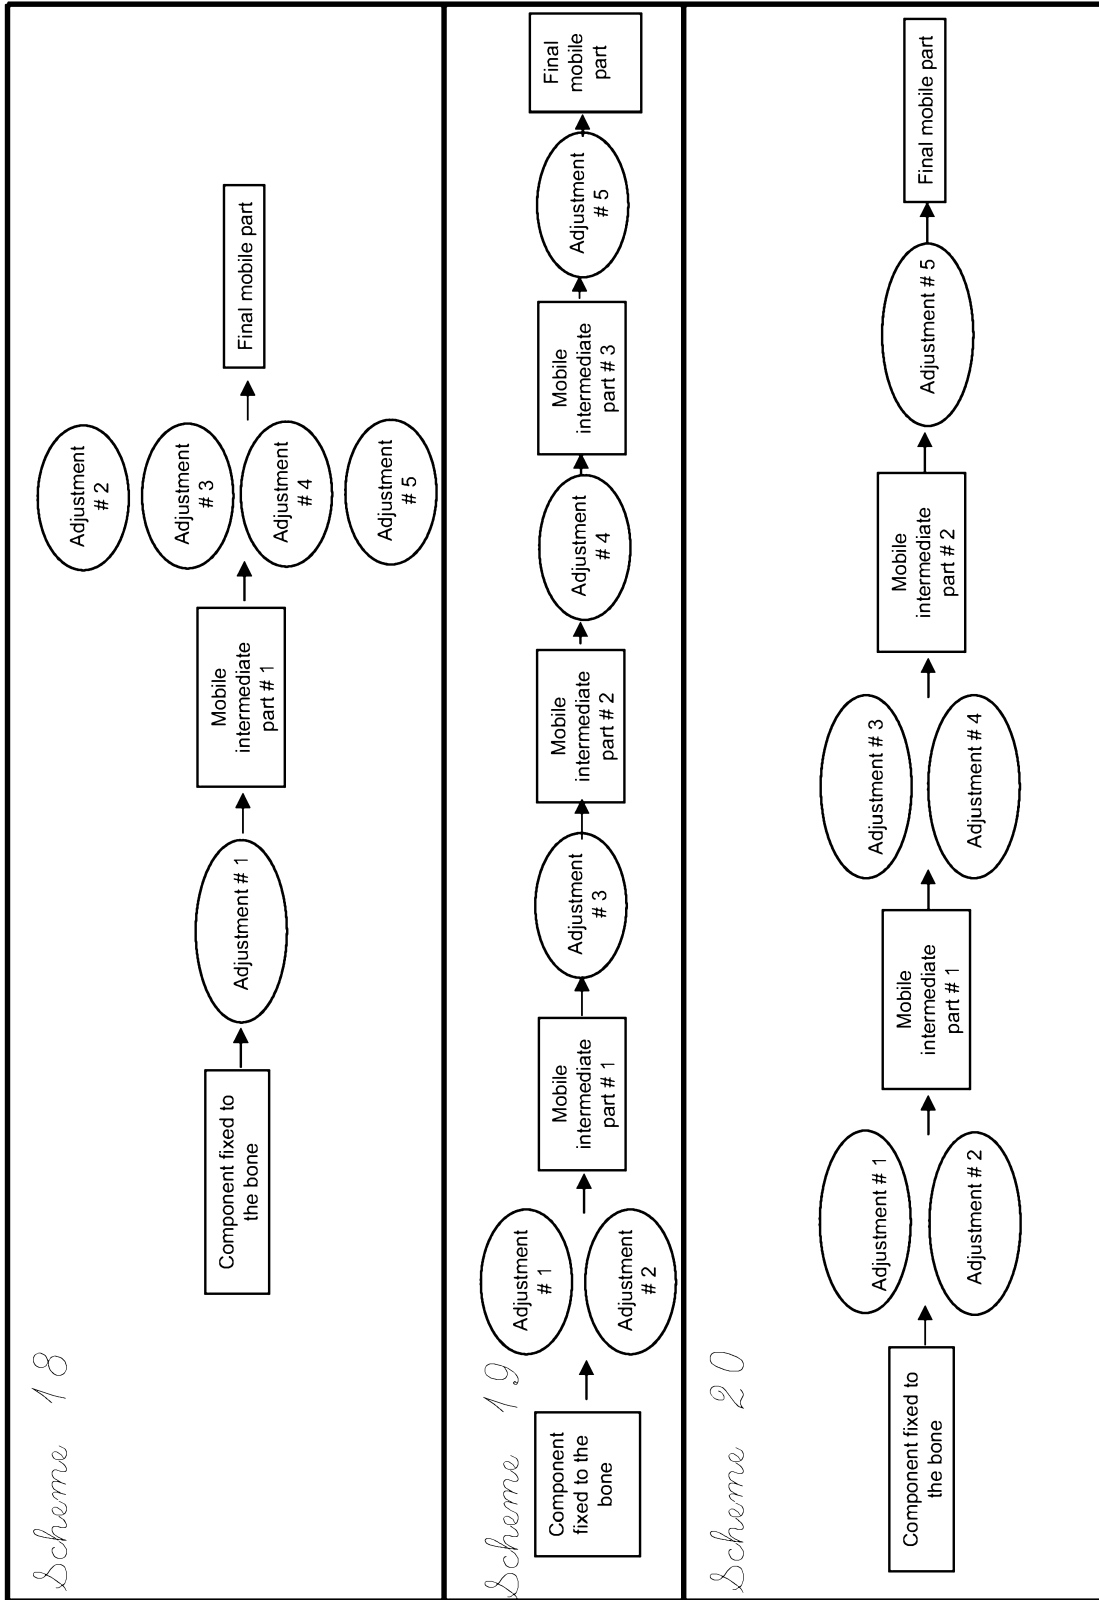 Scheme 18
Component fixed to
the bone
Adjustment # 1
Mobile
intermediate
part # 1
Adjustment
# 2
Adjustment
# 3
Adjustment
# 4
Adjustment
# 5
Final mobile part
Scheme 19
Component
fixed to the
bone
Adjustment
# 1
Adjustment
# 2
Mobile
intermediate
part # 1
Adjustment
# 3
Mobile
intermediate
part # 2
Adjustment
# 4
Mobile
intermediate
part # 3
Adjustment
# 5
Final
mobile
part
Scheme 20
Component fixed to
the bone
Adjustment # 1
Adjustment # 2
Mobile
intermediate
part # 1
Adjustment # 3
Adjustment # 4
Mobile
intermediate
part # 2
Adjustment # 5
Final mobile part